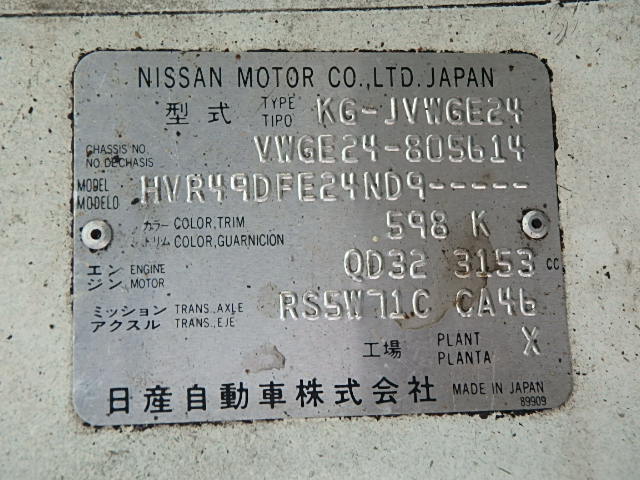 NISSAN MOTOR CO.,LTD. JAPAN
型式 TYPE TIPO KG-JVWGE24
CHASSIS NO. NO. DECHASIS VWGE24-805614
MODEL MODELO HVR49DFE24ND9-----
カラー COLOR,TRIM
トリム COLOR,GUARNICION 598 K
エンジン ENGINE MOTOR QD32 3153 cc
ミッション TRANS.,AXLE
アクスル TRANS.,EJE RS5W71C CA46
工場 PLANT PLANTA X
日産自動車株式会社 MADE IN JAPAN
89909